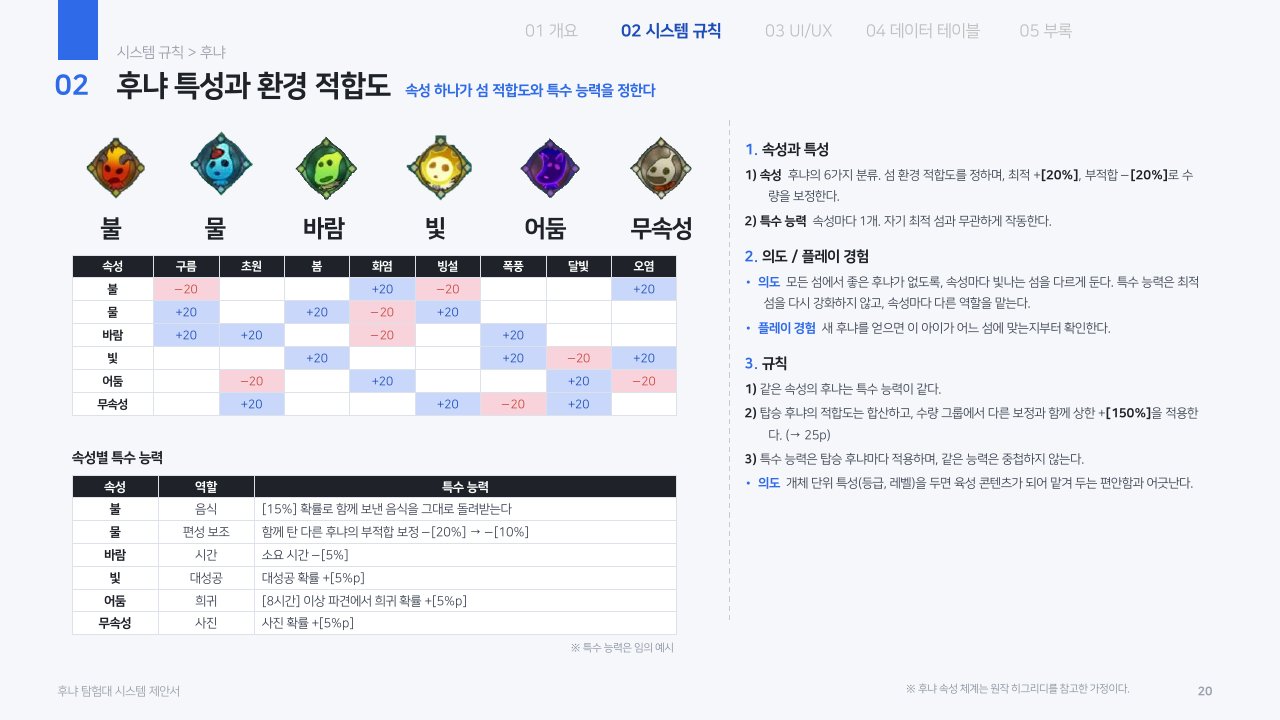 01 개요 02 시스템 규칙 03 UI/UX 04 데이터 테이블 05 부록
시스템 규칙 > 후냐
02 후냐 특성과 환경 적합도 속성 하나가 섬 적합도와 특수 능력을 정한다
불 물 바람 빛 어둠 무속성
속성 구름 초원 봄 화염 빙설 폭풍 달빛 오염
불 −20 +20 −20 +20
물 +20 +20 −20 +20
바람 +20 +20 −20 +20
빛 +20 +20 −20 +20
어둠 −20 +20 +20 −20
무속성 +20 +20 −20 +20
속성별 특수 능력
속성 역할 특수 능력
불 음식 [15%] 확률로 함께 보낸 음식을 그대로 돌려받는다
물 편성 보조 함께 탄 다른 후냐의 부적합 보정 −[20%] → −[10%]
바람 시간 소요 시간 −[5%]
빛 대성공 대성공 확률 +[5%p]
어둠 희귀 [8시간] 이상 파견에서 희귀 확률 +[5%p]
무속성 사진 사진 확률 +[5%p]
※ 특수 능력은 임의 예시
1. 속성과 특성
1) 속성 후냐의 6가지 분류. 섬 환경 적합도를 정하며, 최적 +[20%], 부적합 −[20%]로 수
량을 보정한다.
2) 특수 능력 속성마다 1개. 자기 최적 섬과 무관하게 작동한다.
2. 의도 / 플레이 경험
• 의도 모든 섬에서 좋은 후냐가 없도록, 속성마다 빛나는 섬을 다르게 둔다. 특수 능력은 최적
섬을 다시 강화하지 않고, 속성마다 다른 역할을 맡는다.
• 플레이 경험 새 후냐를 얻으면 이 아이가 어느 섬에 맞는지부터 확인한다.
3. 규칙
1) 같은 속성의 후냐는 특수 능력이 같다.
2) 탑승 후냐의 적합도는 합산하고, 수량 그룹에서 다른 보정과 함께 상한 +[150%]을 적용한
다. (→ 25p)
3) 특수 능력은 탑승 후냐마다 적용하며, 같은 능력은 중첩하지 않는다.
• 의도 개체 단위 특성(등급, 레벨)을 두면 육성 콘텐츠가 되어 맡겨 두는 편안함과 어긋난다.
후냐 탐험대 시스템 제안서
※ 후냐 속성 체계는 원작 히그리디를 참고한 가정이다.
20